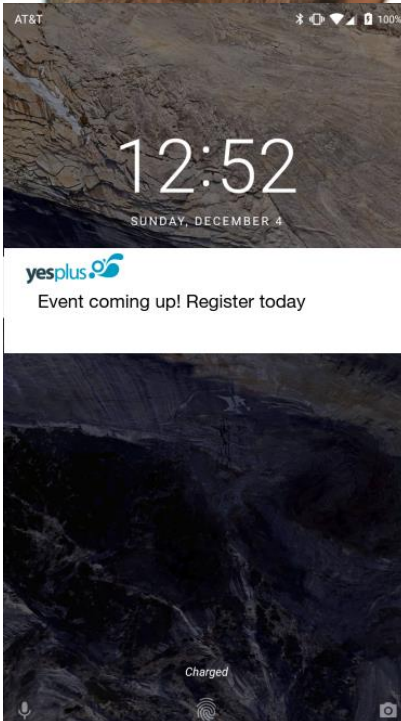 AT&T
100%
12:52
SUNDAY, DECEMBER 4
yesplus
Event coming up! Register today
Charged